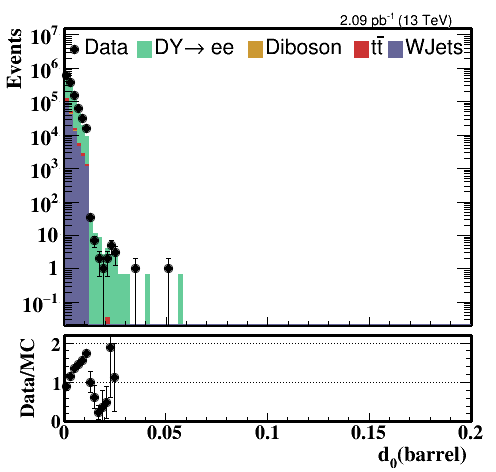 2.09 pb⁻¹ (13 TeV)
Events
Data DY→ ee Diboson tt̄ WJets
10⁷
10⁶
10⁵
10⁴
10³
10²
10
1
10⁻¹
Data/MC
2
1
0
0 0.05 0.1 0.15 0.2
d₀(barrel)